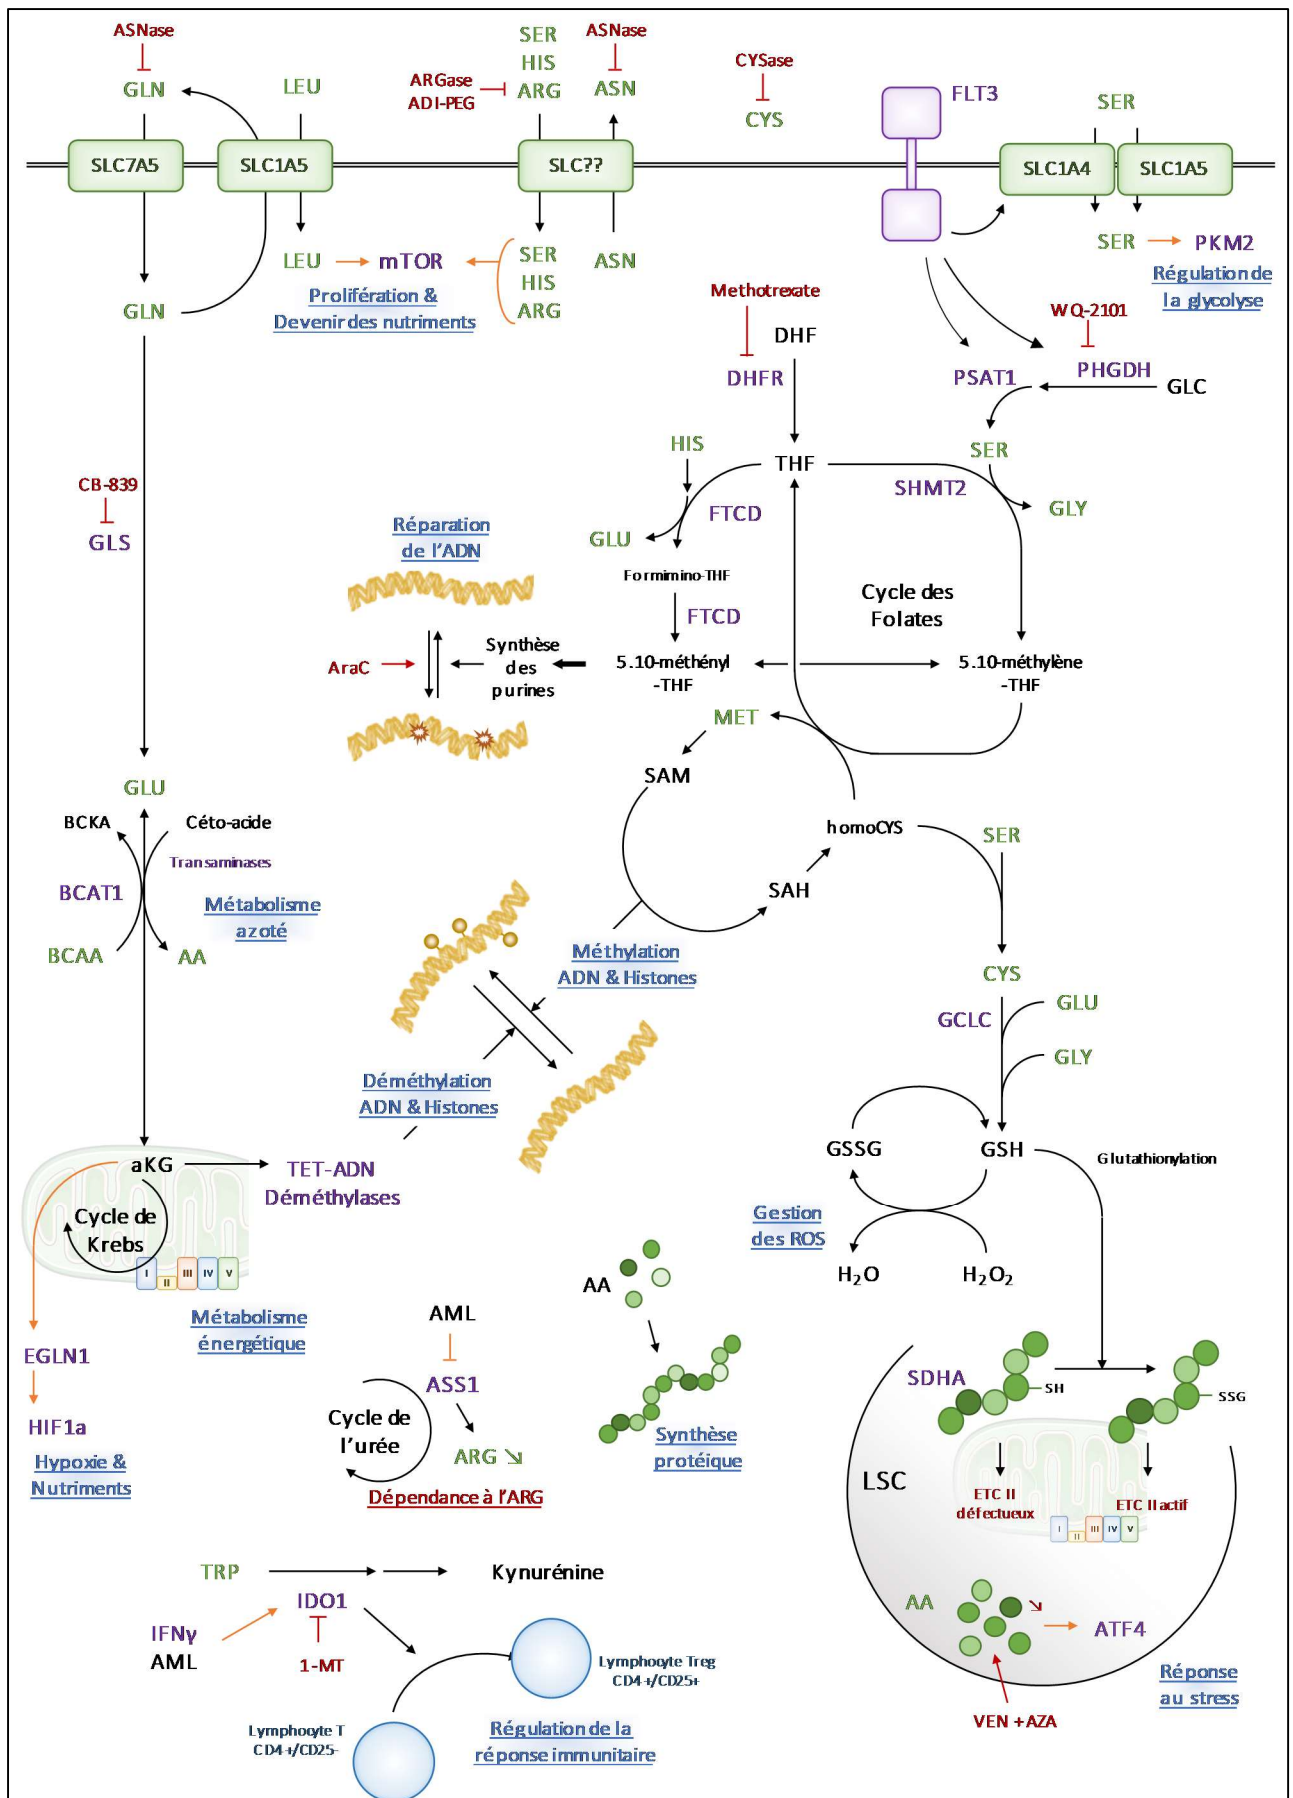 ASNase
GLN
LEU
SLC7A5
SLC1A5
LEU
mTOR
GLN
Prolifération &
Devenir des nutriments
SER
HIS
ARG
ARGase
ADI-PEG
ASNase
ASN
SLC??
SER
HIS
ARG
ASN
CYSase
CYS
FLT3
SER
SLC1A4
SLC1A5
SER
PKM2
Régulation de
la glycolyse
WQ-2101
PHGDH
PSAT1
GLC
SER
Methotrexate
DHF
DHFR
THF
SHMT2
GLY
HIS
FTCD
GLU
Formimino-THF
FTCD
Cycle des
Folates
5.10-méthényl
-THF
5.10-méthylène
-THF
Réparation
de l'ADN
AraC
Synthèse
des
purines
MET
SAM
homoCYS
SAH
SER
CYS
CB-839
GLS
GLU
BCKA
Céto-acide
Transaminases
BCAT1
Métabolisme
azoté
BCAA
AA
Méthylation
ADN & Histones
Déméthylation
ADN & Histones
GCLC
GLU
GLY
GSSG
GSH
Glutathionylation
Gestion
des ROS
H₂O
H₂O₂
aKG
TET-ADN
Déméthylases
Cycle de
Krebs
I
II
III
IV
V
Métabolisme
énergétique
EGLN1
HIF1a
Hypoxie &
Nutriments
AML
ASS1
Cycle de
l'urée
ARG ↘
Dépendance à l'ARG
AA
Synthèse
protéique
SDHA
SH
SSG
LSC
ETC II
défectueux
ETC II actif
I
II
III
IV
V
AA
↘
ATF4
VEN + AZA
Réponse
au stress
TRP
Kynurénine
IDO1
IFNγ
AML
1-MT
Lymphocyte Treg
CD4+/CD25+
Lymphocyte T
CD4+/CD25-
Régulation de la
réponse immunitaire